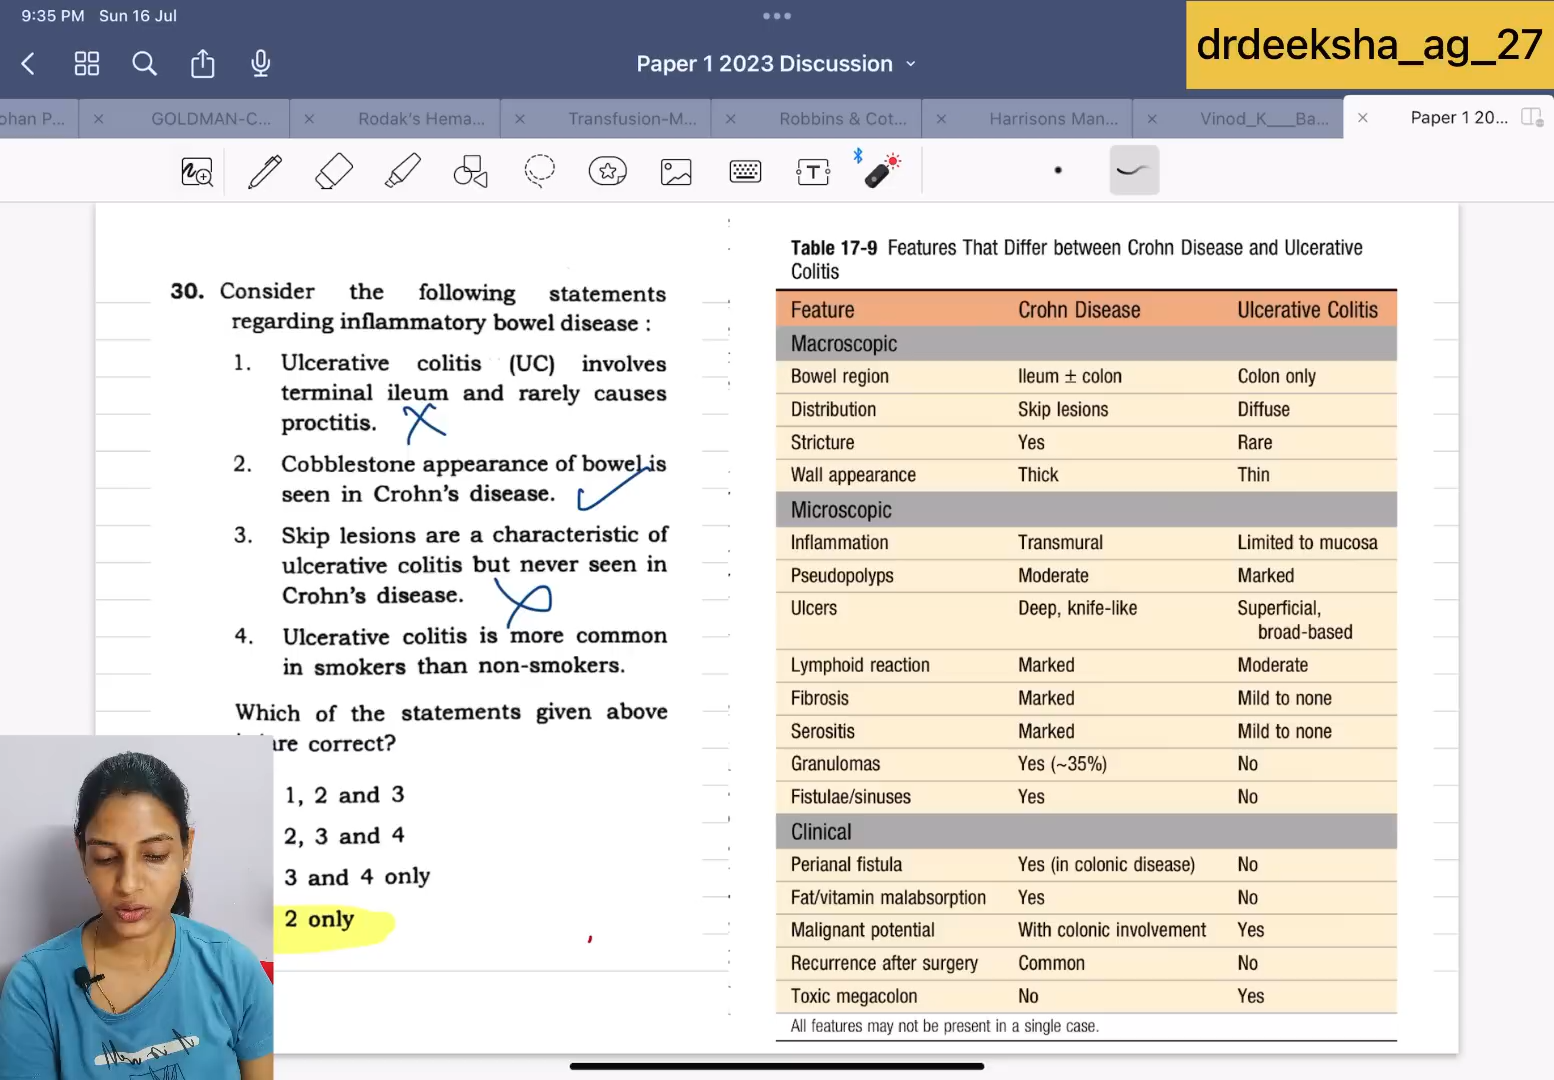 9:35 PM Sun 16 Jul
drdeeksha_ag_27
Paper 1 2023 Discussion
ohan P...
GOLDMAN-C...
Rodak's Hema...
Transfusion-M...
Robbins & Cot...
Harrisons Man...
Vinod_K___Ba...
Paper 1 20...
30. Consider the following statements
regarding inflammatory bowel disease :
1. Ulcerative colitis (UC) involves
terminal ileum and rarely causes
proctitis.
2. Cobblestone appearance of bowel is
seen in Crohn's disease.
3. Skip lesions are a characteristic of
ulcerative colitis but never seen in
Crohn's disease.
4. Ulcerative colitis is more common
in smokers than non-smokers.
Which of the statements given above
are correct?
1, 2 and 3
2, 3 and 4
3 and 4 only
2 only
Table 17-9 Features That Differ between Crohn Disease and Ulcerative
Colitis
Feature Crohn Disease Ulcerative Colitis
Macroscopic
Bowel region Ileum ± colon Colon only
Distribution Skip lesions Diffuse
Stricture Yes Rare
Wall appearance Thick Thin
Microscopic
Inflammation Transmural Limited to mucosa
Pseudopolyps Moderate Marked
Ulcers Deep, knife-like Superficial,
broad-based
Lymphoid reaction Marked Moderate
Fibrosis Marked Mild to none
Serositis Marked Mild to none
Granulomas Yes (~35%) No
Fistulae/sinuses Yes No
Clinical
Perianal fistula Yes (in colonic disease) No
Fat/vitamin malabsorption Yes No
Malignant potential With colonic involvement Yes
Recurrence after surgery Common No
Toxic megacolon No Yes
All features may not be present in a single case.